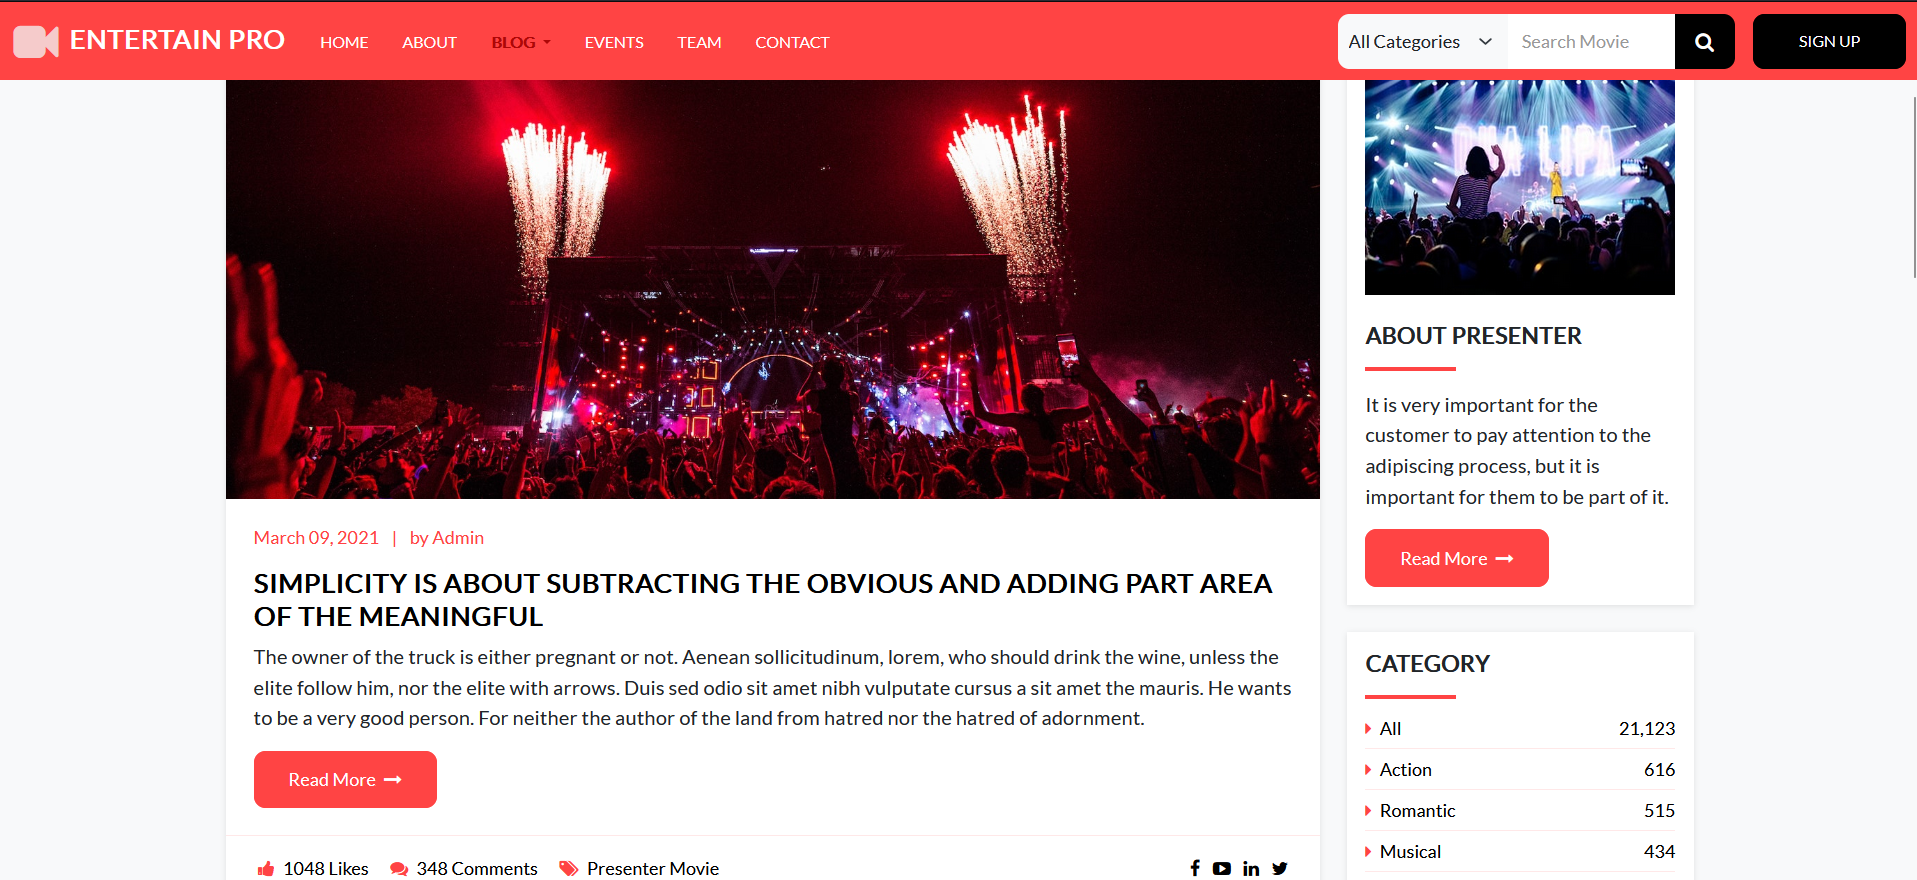 ENTERTAIN PRO
HOME ABOUT BLOG EVENTS TEAM CONTACT
All Categories Search Movie SIGN UP
DUA LIPA
March 09, 2021 | by Admin
SIMPLICITY IS ABOUT SUBTRACTING THE OBVIOUS AND ADDING PART AREA
OF THE MEANINGFUL
The owner of the truck is either pregnant or not. Aenean sollicitudinum, lorem, who should drink the wine, unless the
elite follow him, nor the elite with arrows. Duis sed odio sit amet nibh vulputate cursus a sit amet the mauris. He wants
to be a very good person. For neither the author of the land from hatred nor the hatred of adornment.
Read More
1048 Likes 348 Comments Presenter Movie
ABOUT PRESENTER
It is very important for the
customer to pay attention to the
adipiscing process, but it is
important for them to be part of it.
Read More
CATEGORY
All 21,123
Action 616
Romantic 515
Musical 434